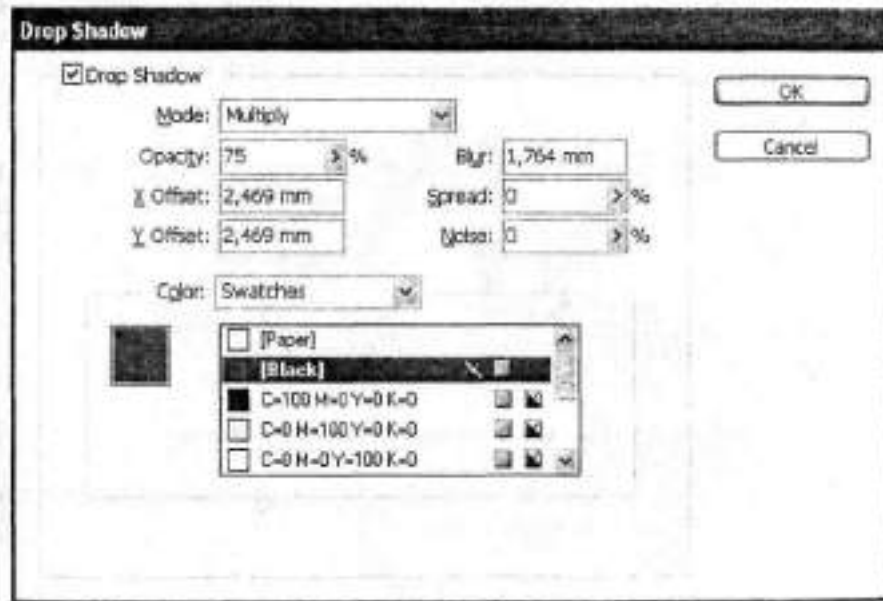 Drop Shadow
Drop Shadow
Mode: Multiply
Opacity: 75 % Blur: 1,764 mm
X Offset: 2,469 mm Spread: 0 %
Y Offset: 2,469 mm Noise: 0 %
Color: Swatches
[Paper]
[Black]
C=100 M=0 Y=0 K=0
C=0 M=100 Y=0 K=0
C=0 M=0 Y=100 K=0
OK
Cancel